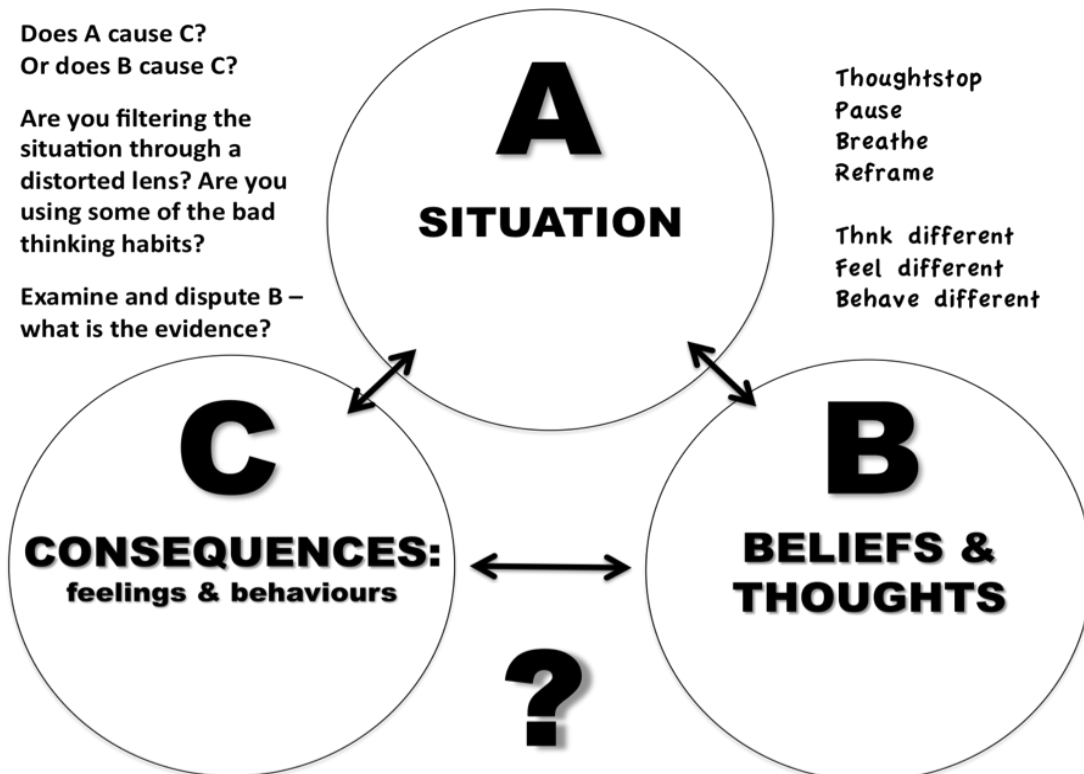 Does A cause C?
Or does B cause C?
Are you filtering the
situation through a
distorted lens? Are you
using some of the bad
thinking habits?
Examine and dispute B –
what is the evidence?
A
SITUATION
Thoughtstop
Pause
Breathe
Reframe
Thnk different
Feel different
Behave different
C
CONSEQUENCES:
feelings & behaviours
B
BELIEFS &
THOUGHTS
?